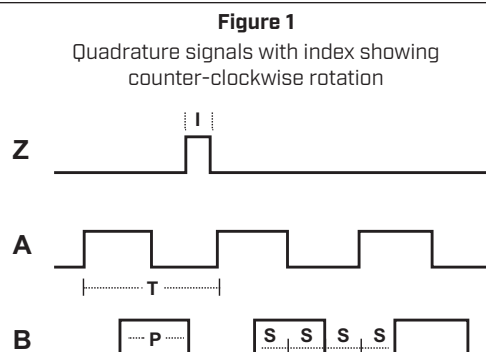 Figure 1
Quadrature signals with index showing
counter-clockwise rotation
I
Z
A
T
B
P
S S S S